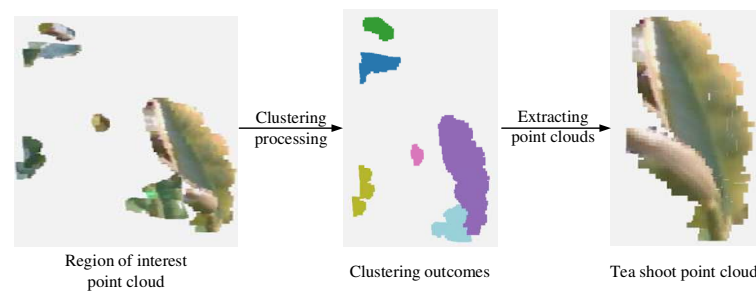 Clustering
processing
Extracting
point clouds
Region of interest
point cloud
Clustering outcomes
Tea shoot point cloud